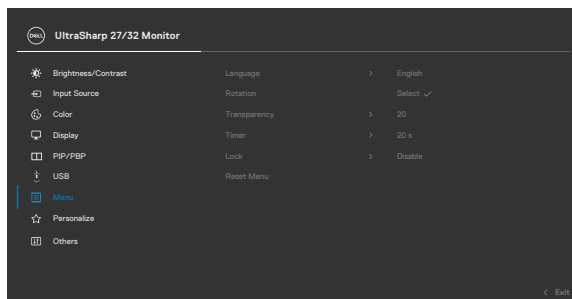 DELL UltraSharp 27/32 Monitor
Brightness/Contrast Language > English
Input Source Rotation Select ✓
Color Transparency > 20
Display Timer > 20 s
PIP/PBP Lock > Disable
USB Reset Menu
Menu
Personalize
Others
< Exit